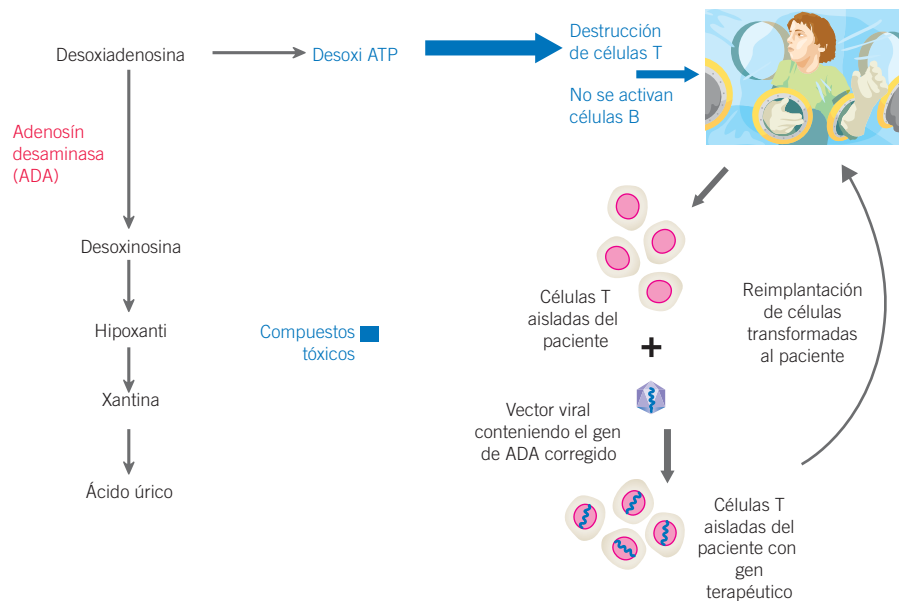 Desoxiadenosina
Desoxi ATP
Destrucción
de células T
No se activan
células B
Adenosín
desaminasa
(ADA)
Desoxinosina
Hipoxanti
Xantina
Ácido úrico
Compuestos
tóxicos
Células T
aisladas del
paciente
+
Vector viral
conteniendo el gen
de ADA corregido
Células T
aisladas del
paciente con
gen
terapéutico
Reimplantación
de células
transformadas
al paciente